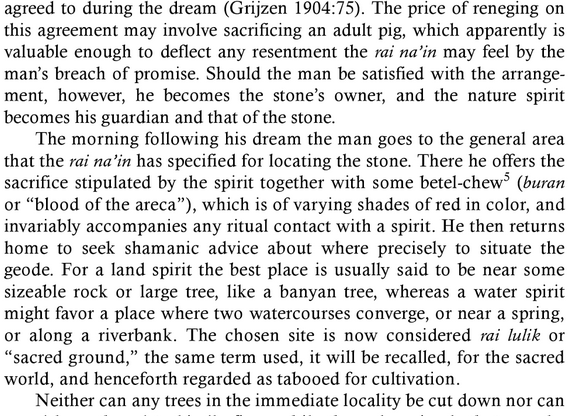 agreed to during the dream (Grijzen 1904:75). The price of reneging on
this agreement may involve sacrificing an adult pig, which apparently is
valuable enough to deflect any resentment the rai na’in may feel by the
man’s breach of promise. Should the man be satisfied with the arrange-
ment, however, he becomes the stone’s owner, and the nature spirit
becomes his guardian and that of the stone.
The morning following his dream the man goes to the general area
that the rai na’in has specified for locating the stone. There he offers the
sacrifice stipulated by the spirit together with some betel-chew⁵ (buran
or “blood of the areca”), which is of varying shades of red in color, and
invariably accompanies any ritual contact with a spirit. He then returns
home to seek shamanic advice about where precisely to situate the
geode. For a land spirit the best place is usually said to be near some
sizeable rock or large tree, like a banyan tree, whereas a water spirit
might favor a place where two watercourses converge, or near a spring,
or along a riverbank. The chosen site is now considered rai lulik or
“sacred ground,” the same term used, it will be recalled, for the sacred
world, and henceforth regarded as tabooed for cultivation.
Neither can any trees in the immediate locality be cut down nor can